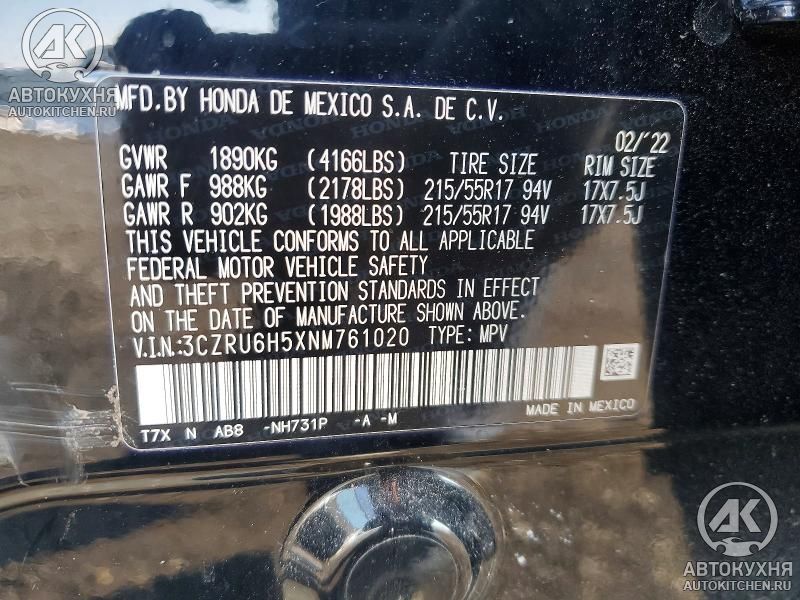 АК
АВТОКУХНЯ
AUTOKITCHEN.RU
MFD. BY HONDA DE MEXICO S.A. DE C.V.
02/'22
GVWR 1890KG (4166LBS) TIRE SIZE RIM SIZE
GAWR F 988KG (2178LBS) 215/55R17 94V 17X7.5J
GAWR R 902KG (1988LBS) 215/55R17 94V 17X7.5J
THIS VEHICLE CONFORMS TO ALL APPLICABLE
FEDERAL MOTOR VEHICLE SAFETY
AND THEFT PREVENTION STANDARDS IN EFFECT
ON THE DATE OF MANUFACTURE SHOWN ABOVE.
V.I.N.:3CZRU6H5XNM761020 TYPE: MPV
MADE IN MEXICO
T7X N AB8 -NH731P -A -M
АК
АВТОКУХНЯ
AUTOKITCHEN.RU